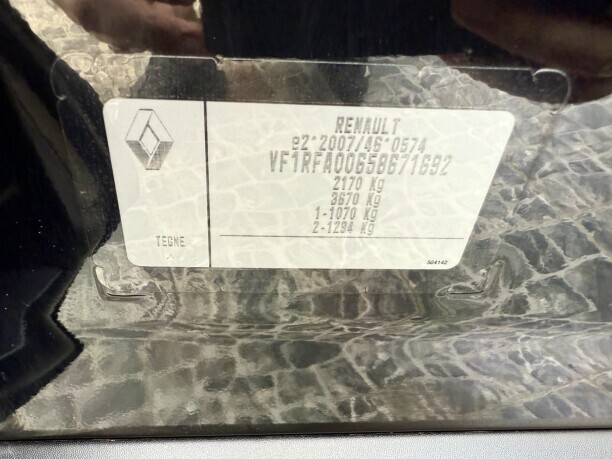 RENAULT
e2*2007/46*0574
VF1RFA00658671692
2170 Kg
3670 Kg
1-1070 Kg
2-1294 Kg
TEGNE
504142